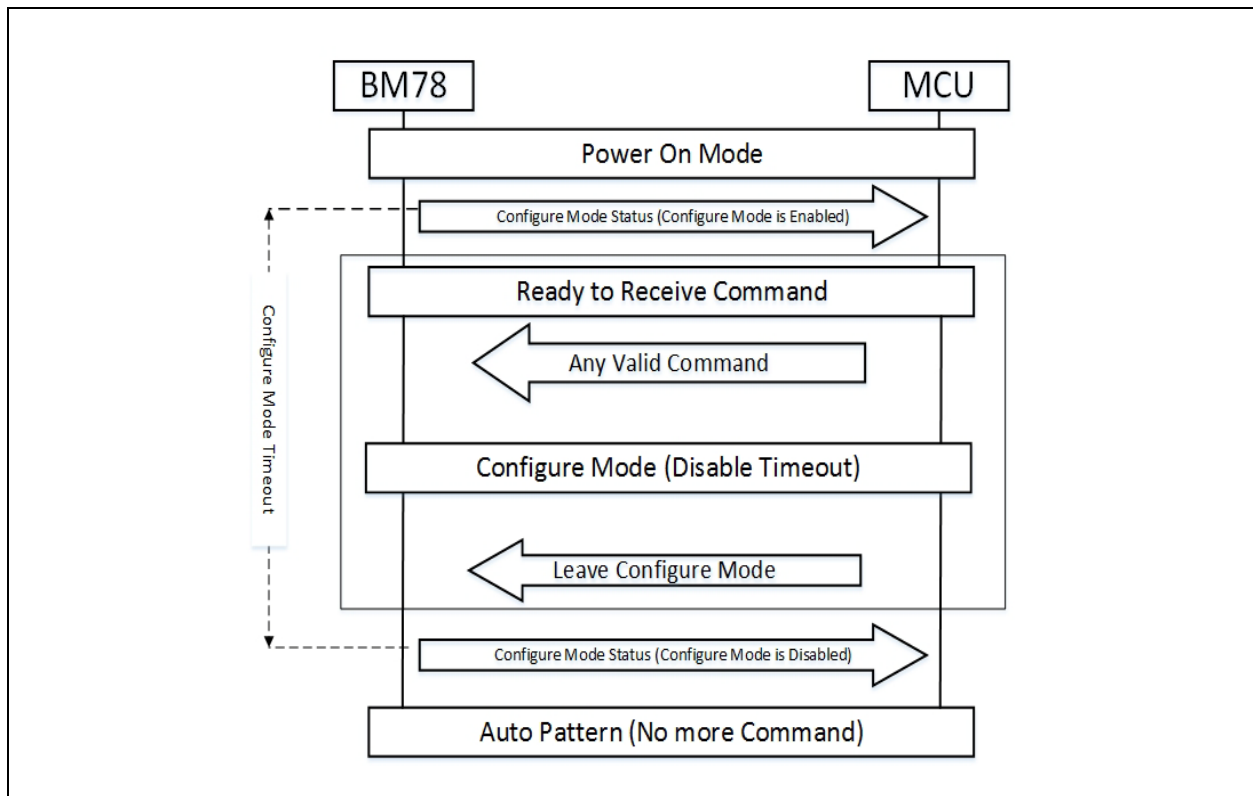 BM78
MCU
Power On Mode
Configure Mode Status (Configure Mode is Enabled)
Ready to Receive Command
Any Valid Command
Configure Mode Timeout
Configure Mode (Disable Timeout)
Leave Configure Mode
Configure Mode Status (Configure Mode is Disabled)
Auto Pattern (No more Command)